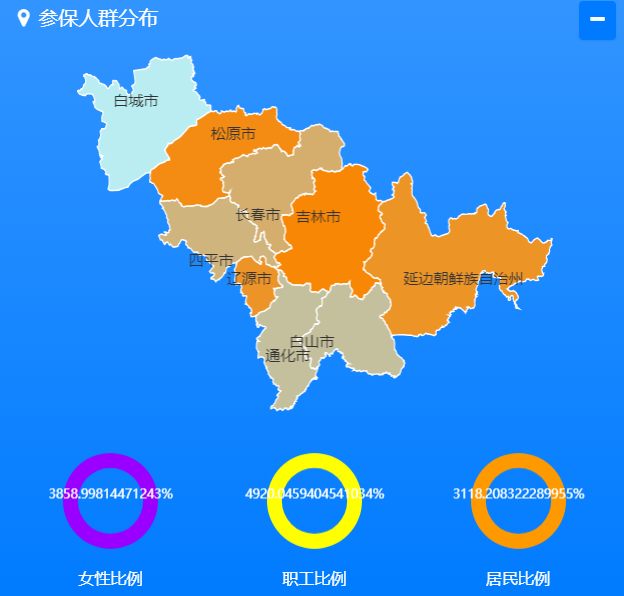 参保人群分布
白城市
松原市
长春市
吉林市
四平市
辽源市
延边朝鲜族自治州
白山市
通化市
3858.99814471243%
4920.0459404541034%
3118.208322289955%
女性比例
职工比例
居民比例